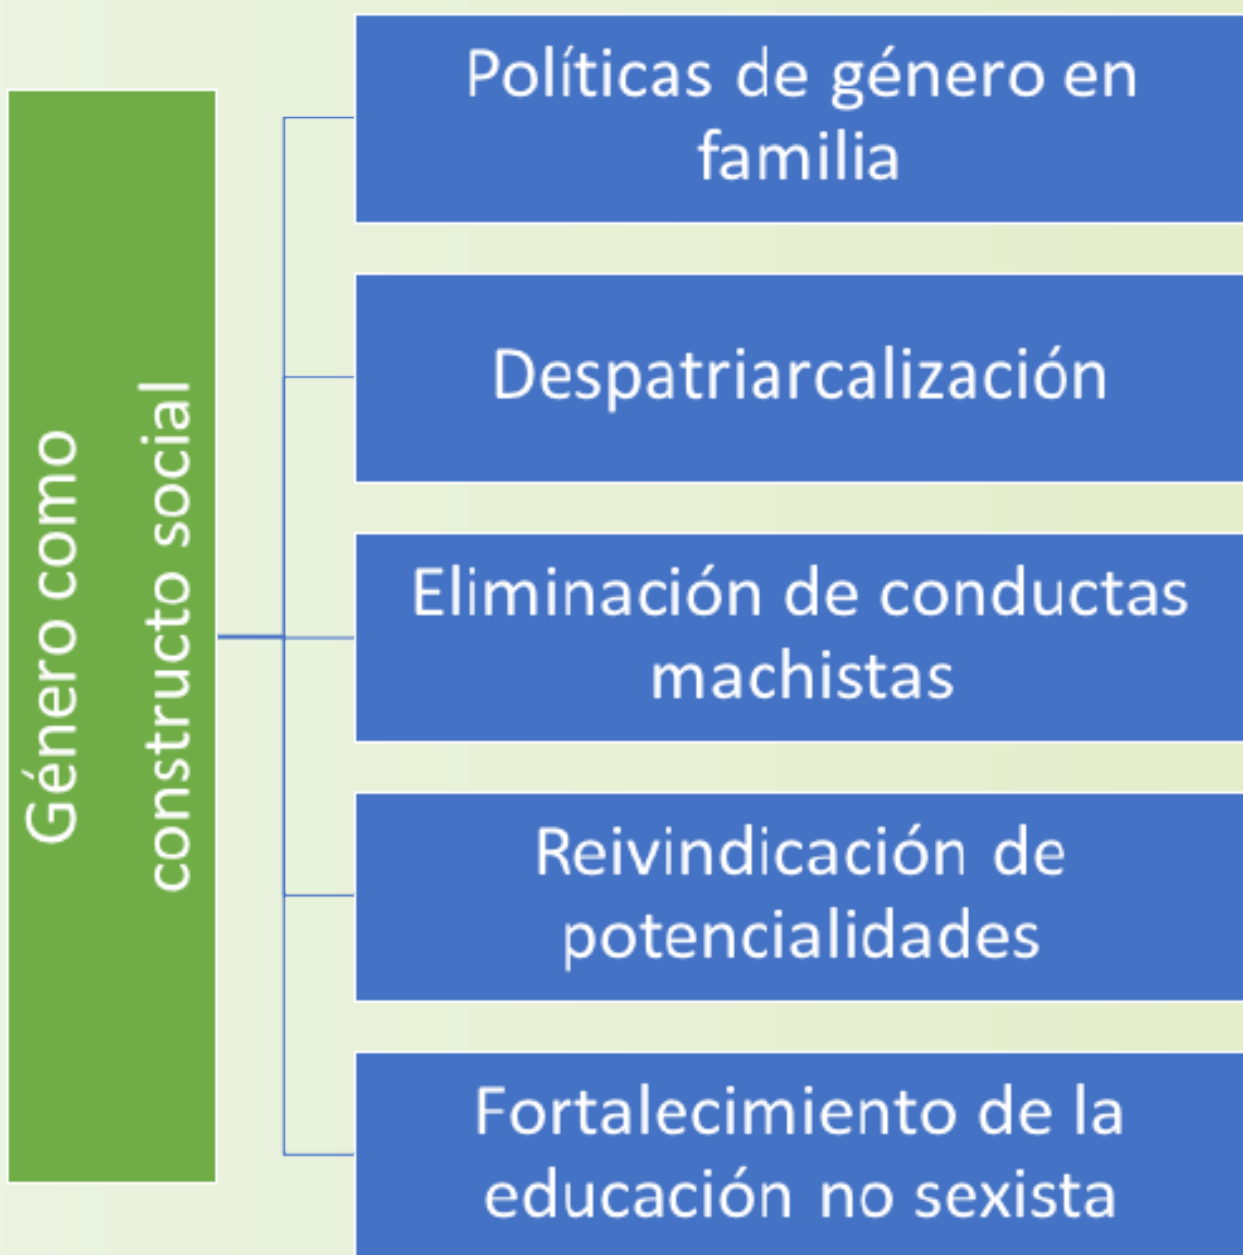 Género como
constructo social
Políticas de género en
familia
Despatriarcalización
Eliminación de conductas
machistas
Reivindicación de
potencialidades
Fortalecimiento de la
educación no sexista